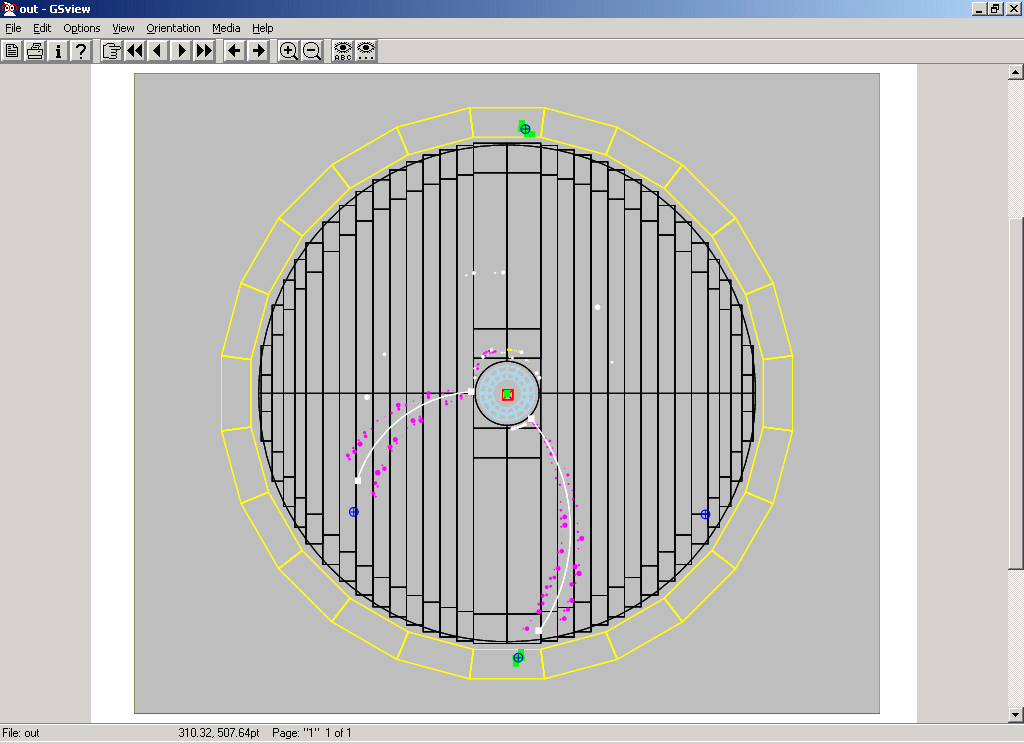 out - GSview
File Edit Options View Orientation Media Help
i ? ABC
File: out 310.32, 507.64pt Page: "1" 1 of 1